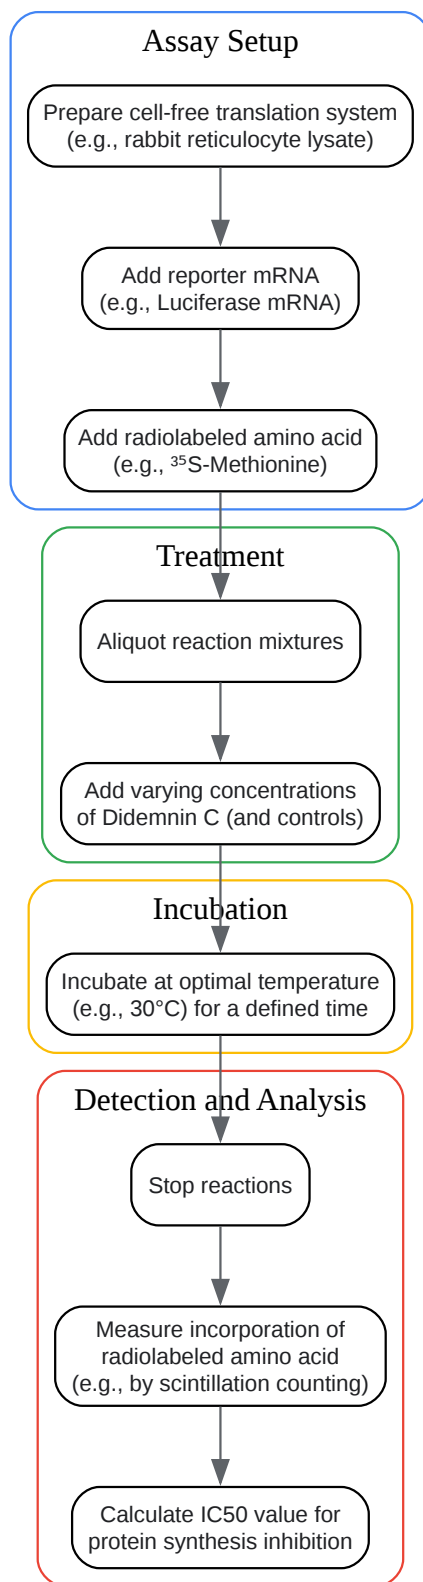 Assay Setup
Prepare cell-free translation system
(e.g., rabbit reticulocyte lysate)
Add reporter mRNA
(e.g., Luciferase mRNA)
Add radiolabeled amino acid
(e.g., ³⁵S-Methionine)
Treatment
Aliquot reaction mixtures
Add varying concentrations
of Didemnin C (and controls)
Incubation
Incubate at optimal temperature
(e.g., 30°C) for a defined time
Detection and Analysis
Stop reactions
Measure incorporation of
radiolabeled amino acid
(e.g., by scintillation counting)
Calculate IC50 value for
protein synthesis inhibition